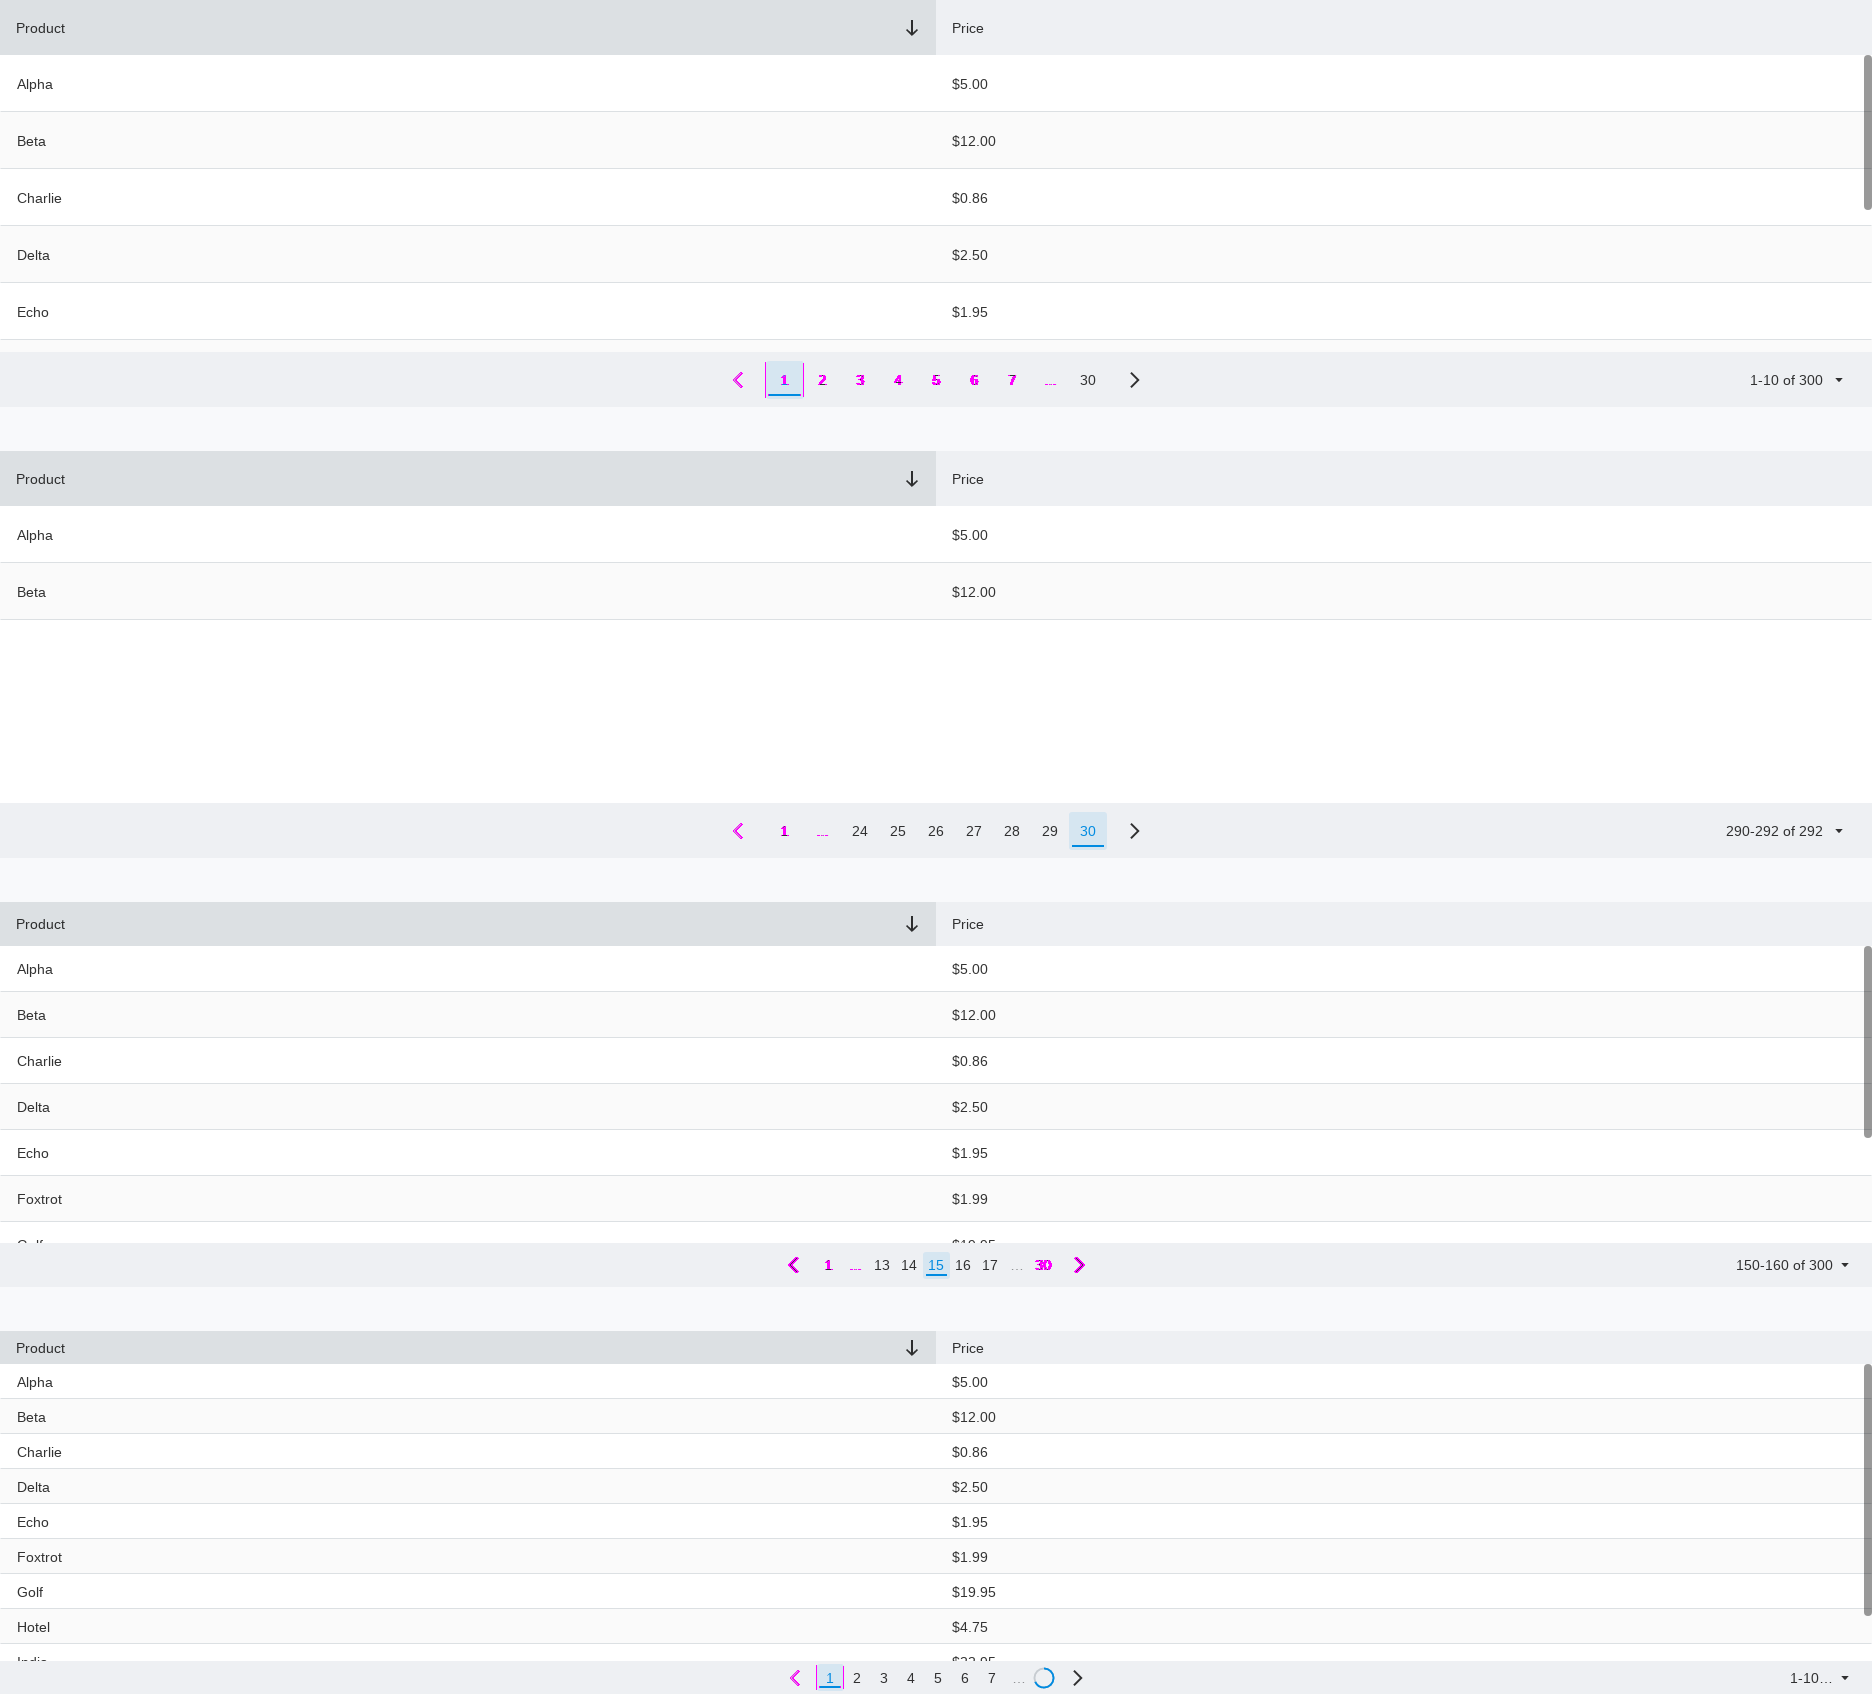 Product Price
Alpha $5.00
Beta $12.00
Charlie $0.86
Delta $2.50
Echo $1.95
1 2 3 4 5 6 7 ... 30 1-10 of 300
Product Price
Alpha $5.00
Beta $12.00
1 ... 24 25 26 27 28 29 30 290-292 of 292
Product Price
Alpha $5.00
Beta $12.00
Charlie $0.86
Delta $2.50
Echo $1.95
Foxtrot $1.99
1 ... 13 14 15 16 17 ... 30 150-160 of 300
Product Price
Alpha $5.00
Beta $12.00
Charlie $0.86
Delta $2.50
Echo $1.95
Foxtrot $1.99
Golf $19.95
Hotel $4.75
1 2 3 4 5 6 7 ... 1-10…